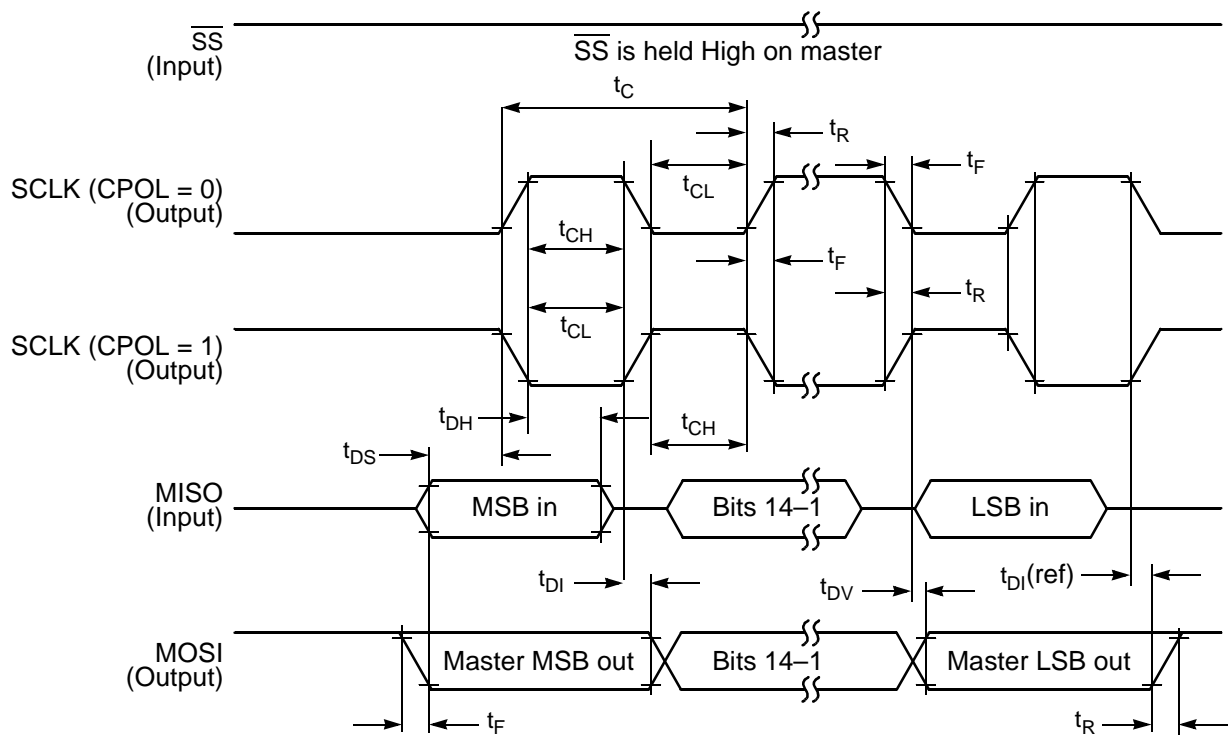 SS
(Input)
SS is held High on master
tC
tR
tF
SCLK (CPOL = 0)
(Output)
tCL
tCH
tF
tR
tCL
SCLK (CPOL = 1)
(Output)
tDH
tCH
tDS
MISO
(Input)
MSB in
Bits 14–1
LSB in
tDI
tDV
tDI(ref)
MOSI
(Output)
Master MSB out
Bits 14–1
Master LSB out
tF
tR